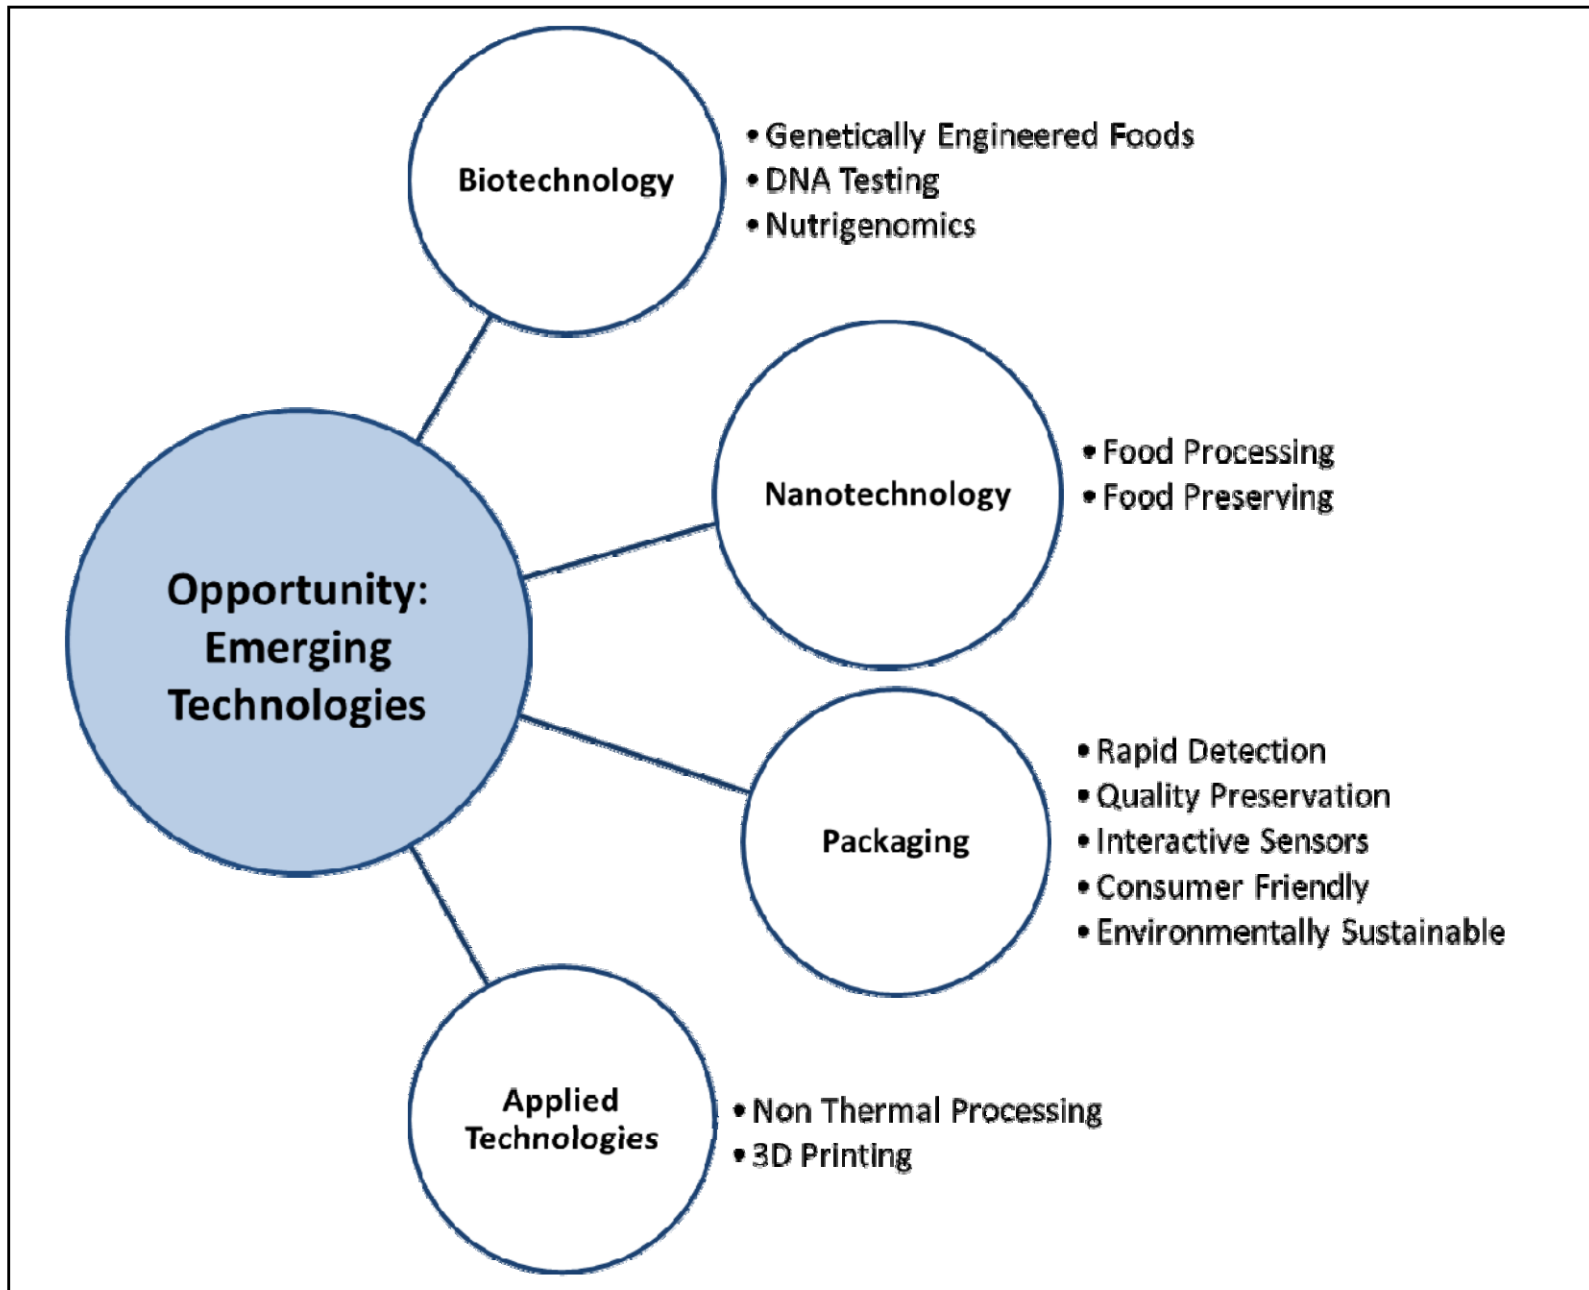 Biotechnology
• Genetically Engineered Foods
• DNA Testing
• Nutrigenomics
Nanotechnology
• Food Processing
• Food Preserving
Opportunity:
Emerging
Technologies
Packaging
• Rapid Detection
• Quality Preservation
• Interactive Sensors
• Consumer Friendly
• Environmentally Sustainable
Applied
Technologies
• Non Thermal Processing
• 3D Printing